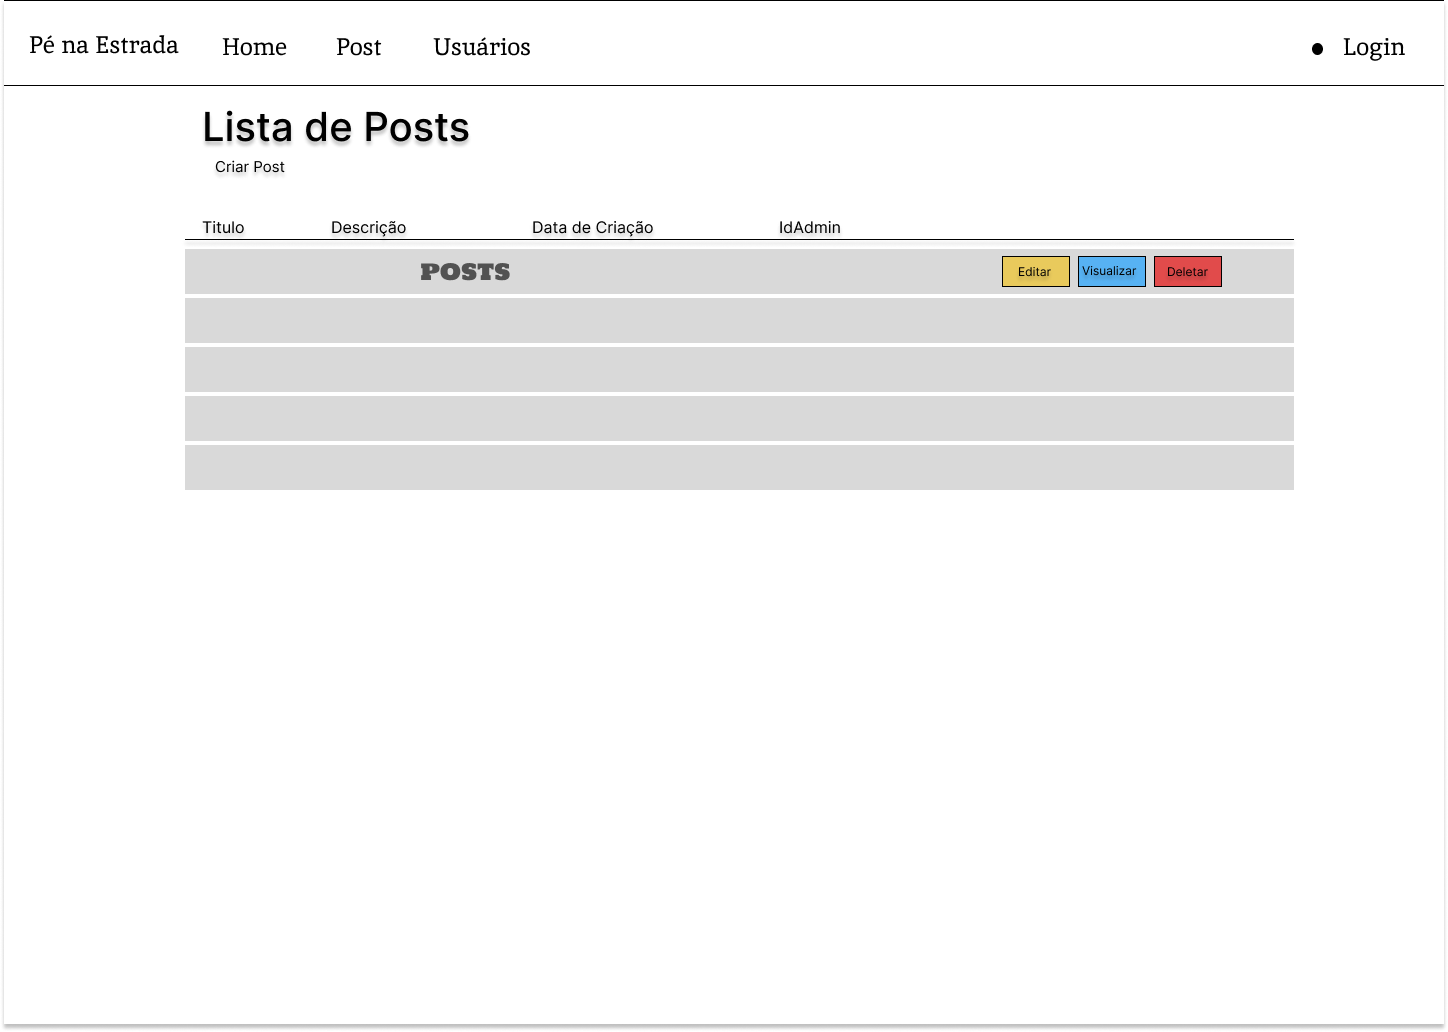 Pé na Estrada Home Post Usuários Login
Lista de Posts
Criar Post
Titulo Descrição Data de Criação IdAdmin
POSTS Editar Visualizar Deletar